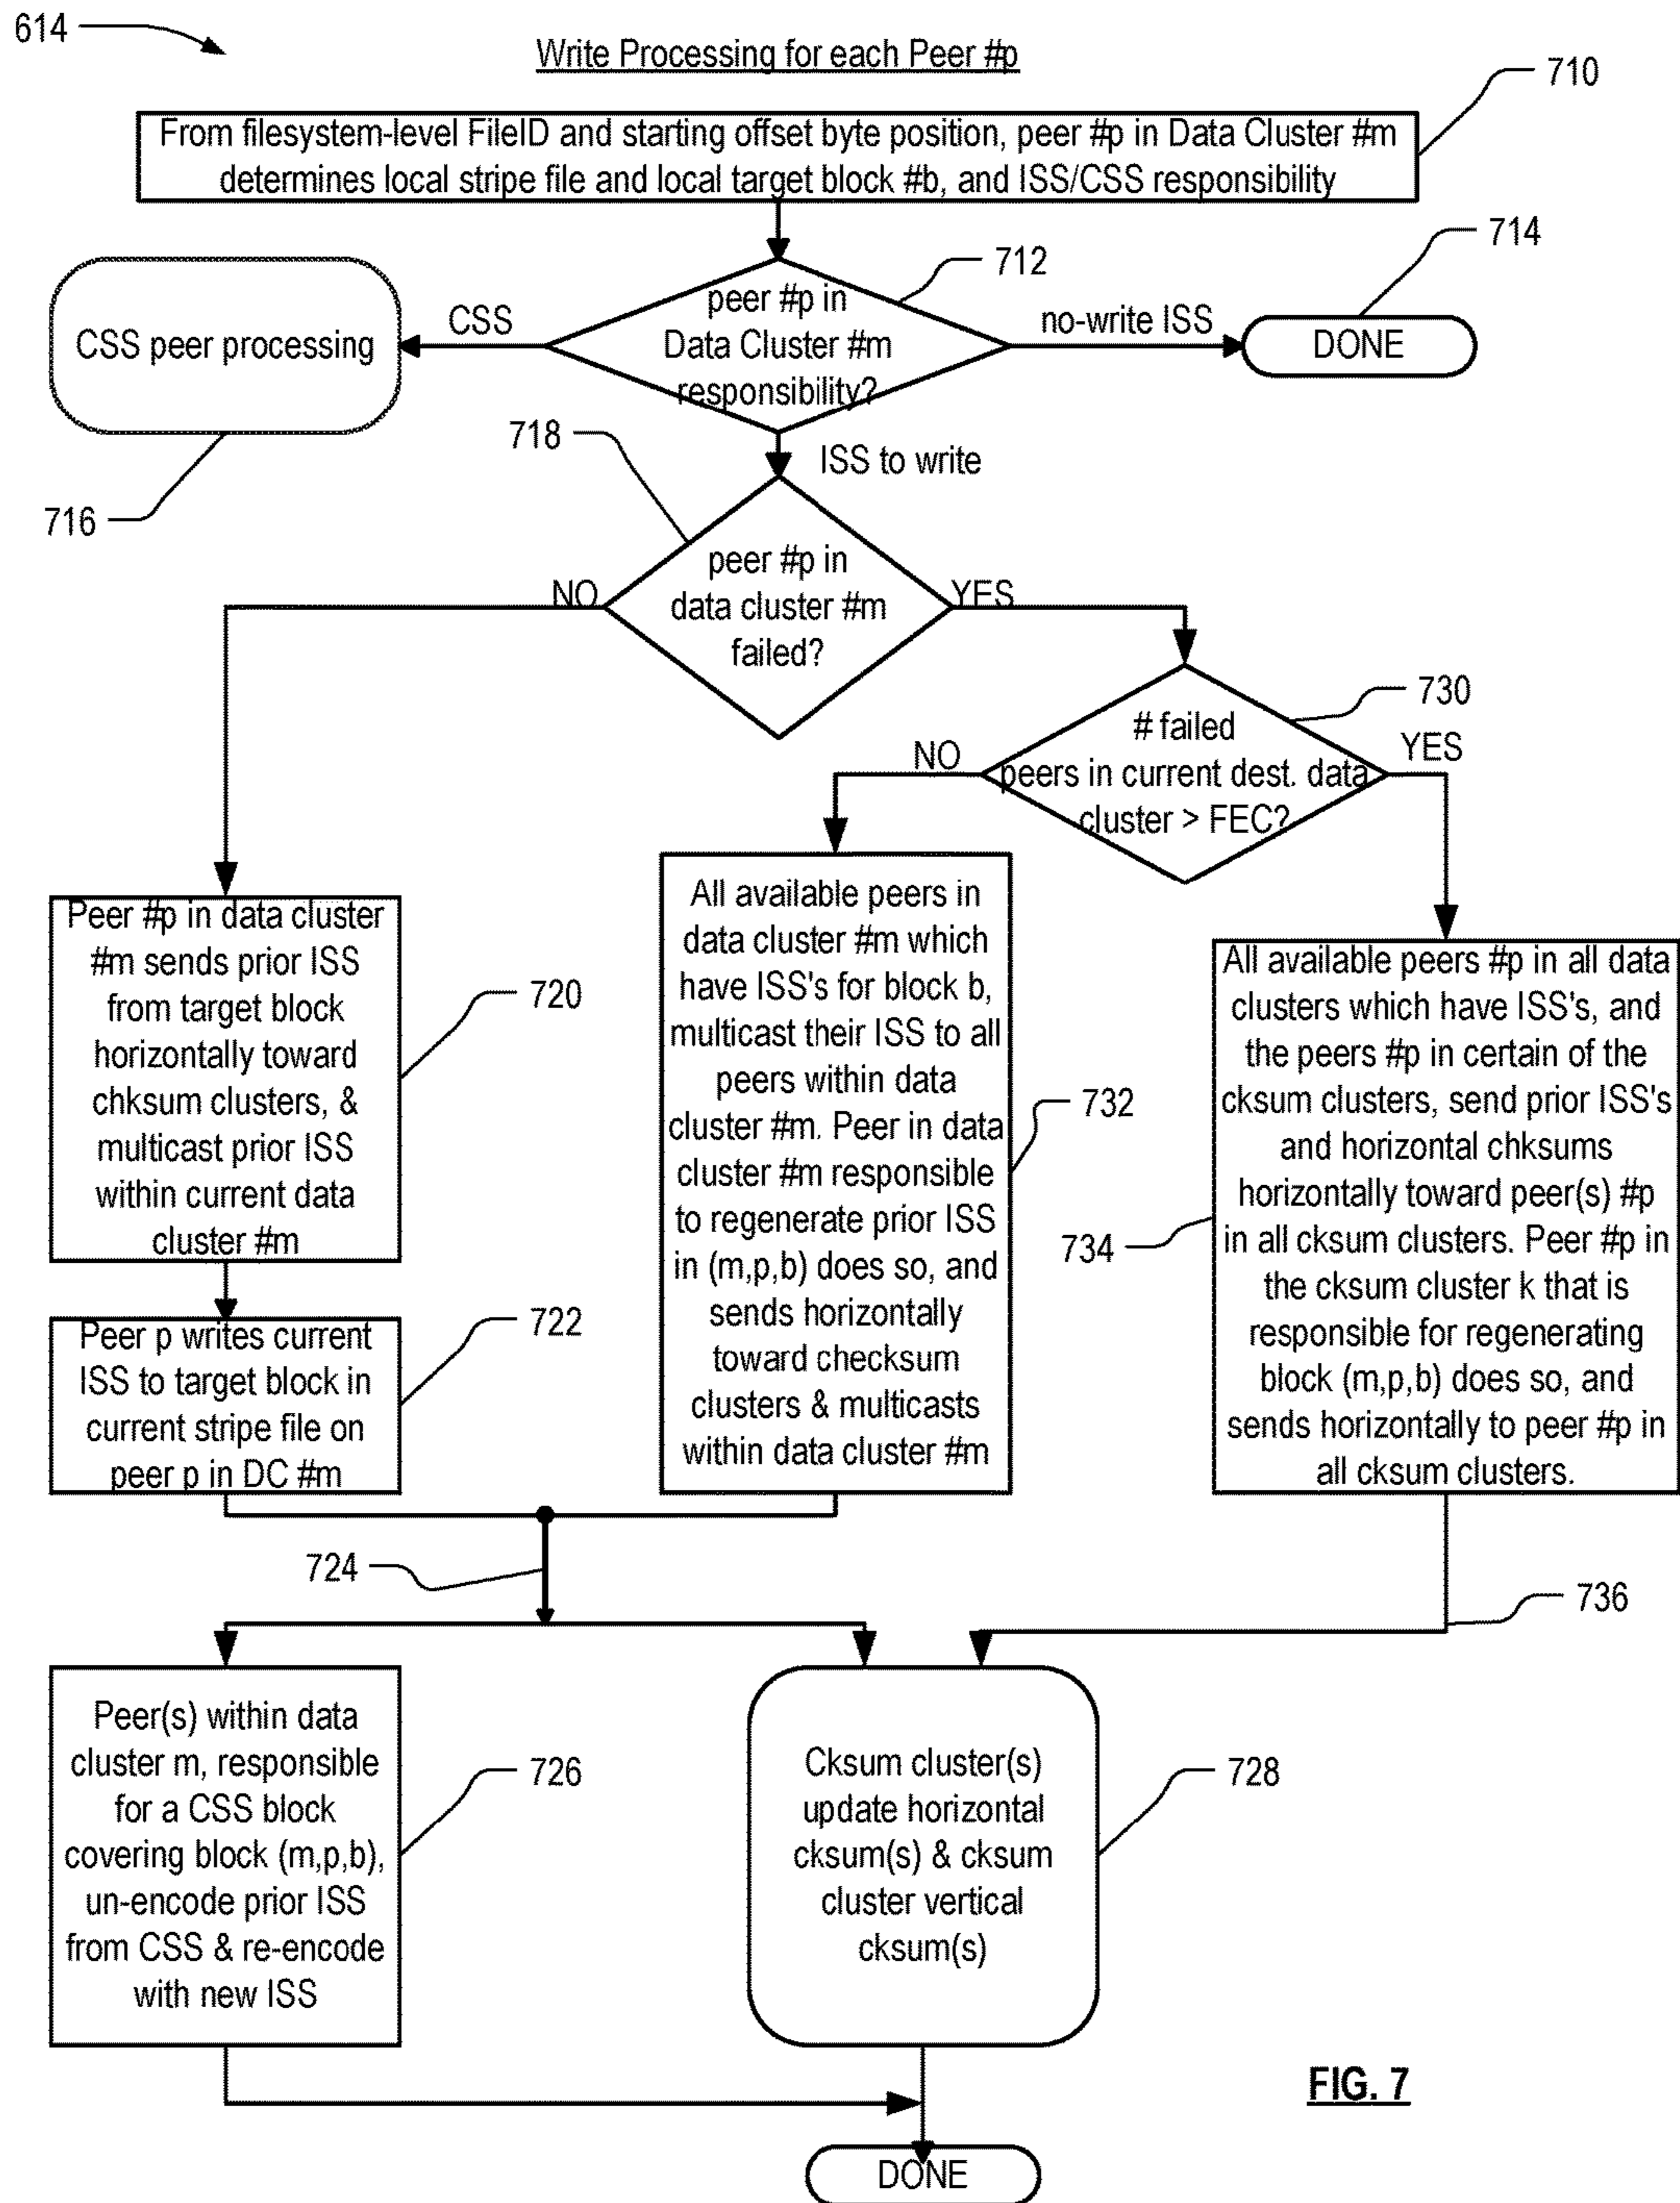 614
Write Processing for each Peer #p
710
From filesystem-level FileID and starting offset byte position, peer #p in Data Cluster #m
determines local stripe file and local target block #b, and ISS/CSS responsibility
714
712
peer #p in
Data Cluster #m
responsibility?
CSS
no-write ISS
CSS peer processing
DONE
718
ISS to write
716
peer #p in
data cluster #m
failed?
NO
YES
730
# failed
peers in current dest. data
cluster > FEC?
NO
YES
Peer #p in data cluster
#m sends prior ISS
from target block
horizontally toward
chksum clusters, &
multicast prior ISS
within current data
cluster #m
720
Peer p writes current
ISS to target block in
current stripe file on
peer p in DC #m
722
All available peers in
data cluster #m which
have ISS's for block b,
multicast their ISS to all
peers within data
cluster #m. Peer in data
cluster #m responsible
to regenerate prior ISS
in (m,p,b) does so, and
sends horizontally
toward checksum
clusters & multicasts
within data cluster #m
732
All available peers #p in all data
clusters which have ISS's, and
the peers #p in certain of the
cksum clusters, send prior ISS's
and horizontal chksums
horizontally toward peer(s) #p
in all cksum clusters. Peer #p in
the cksum cluster k that is
responsible for regenerating
block (m,p,b) does so, and
sends horizontally to peer #p in
all cksum clusters.
734
724
736
Peer(s) within data
cluster m, responsible
for a CSS block
covering block (m,p,b),
un-encode prior ISS
from CSS & re-encode
with new ISS
726
Cksum cluster(s)
update horizontal
cksum(s) & cksum
cluster vertical
cksum(s)
728
FIG. 7
DONE